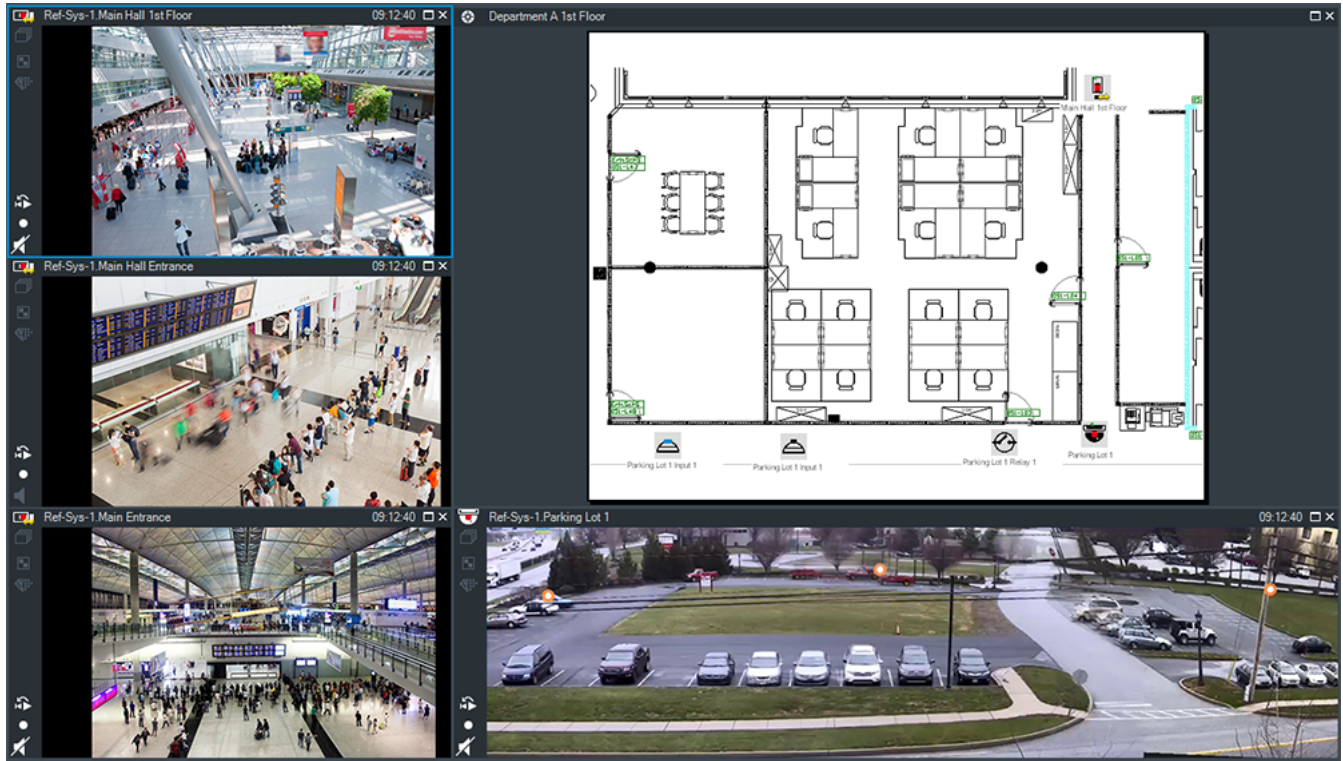 Ref-Sys-1.Main Hall 1st Floor 09:12:40
Department A 1st Floor
Main Hall 1st Floor
Parking Lot 1 Input 1
Parking Lot 1 Input 1
Parking Lot 1 Relay 1
Parking Lot 1
Ref-Sys-1.Main Hall Entrance 09:12:40
Ref-Sys-1.Main Entrance 09:12:40
Ref-Sys-1.Parking Lot 1 09:12:40